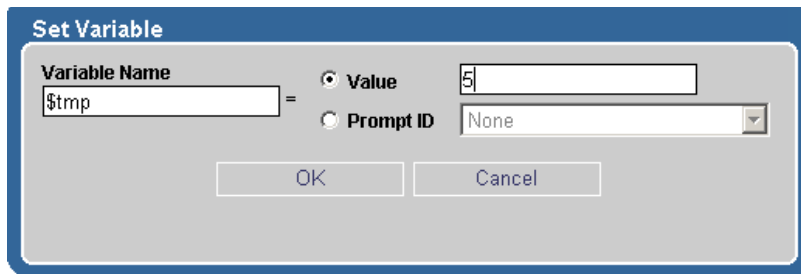 Set Variable
Variable Name
$tmp
=
Value
5
Prompt ID
None
OK
Cancel